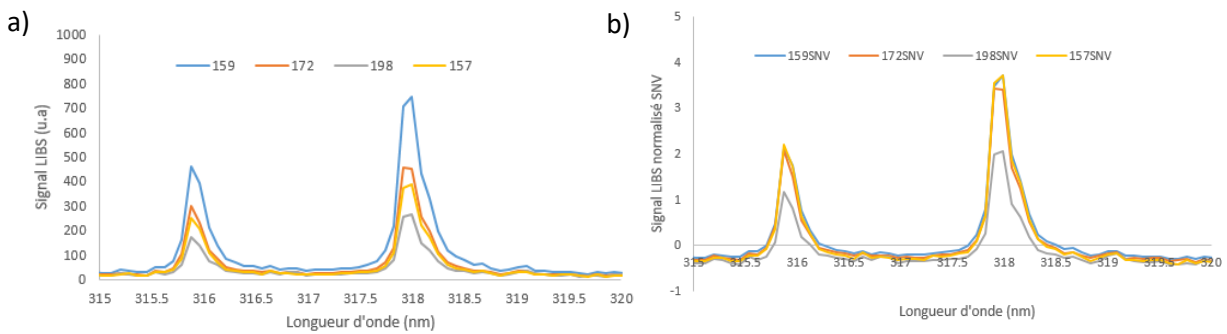 a)
1000
900
800
700
600
500
400
300
200
100
0
Signal LIBS (u.a)
159 172 198 157
315 315.5 316 316.5 317 317.5 318 318.5 319 319.5 320
Longueur d'onde (nm)
b)
5
4
3
2
1
0
-1
Signal LIBS normalisé SNV
159SNV 172SNV 198SNV 157SNV
315 315.5 316 316.5 317 317.5 318 318.5 319 319.5 320
Longueur d'onde (nm)